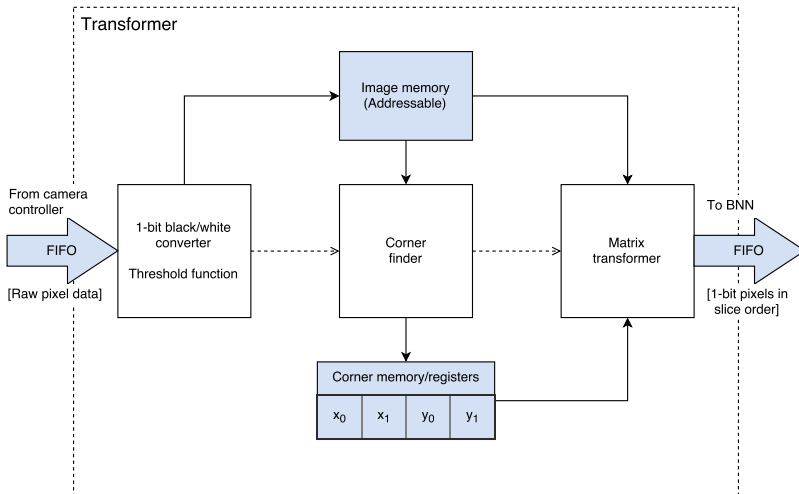 Transformer
Image memory
(Addressable)
From camera
controller
FIFO
[Raw pixel data]
1-bit black/white
converter
Threshold function
Corner
finder
Matrix
transformer
To BNN
FIFO
[1-bit pixels in
slice order]
Corner memory/registers
x0 x1 y0 y1